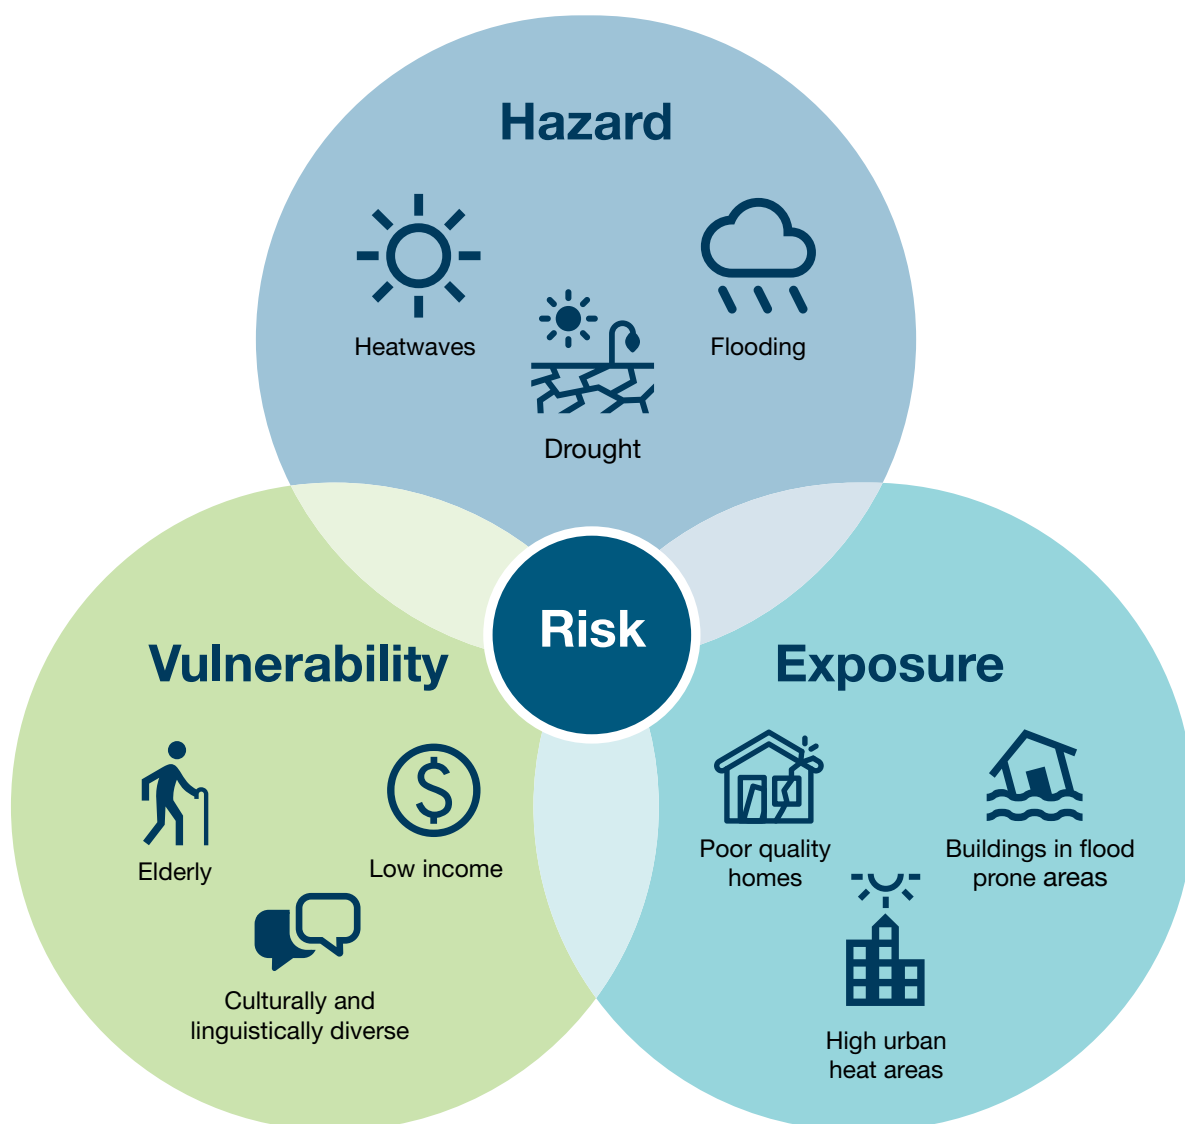 Hazard
Heatwaves
Flooding
Drought
Risk
Vulnerability
Exposure
Elderly
Low income
Culturally and
linguistically diverse
Poor quality
homes
Buildings in flood
prone areas
High urban
heat areas